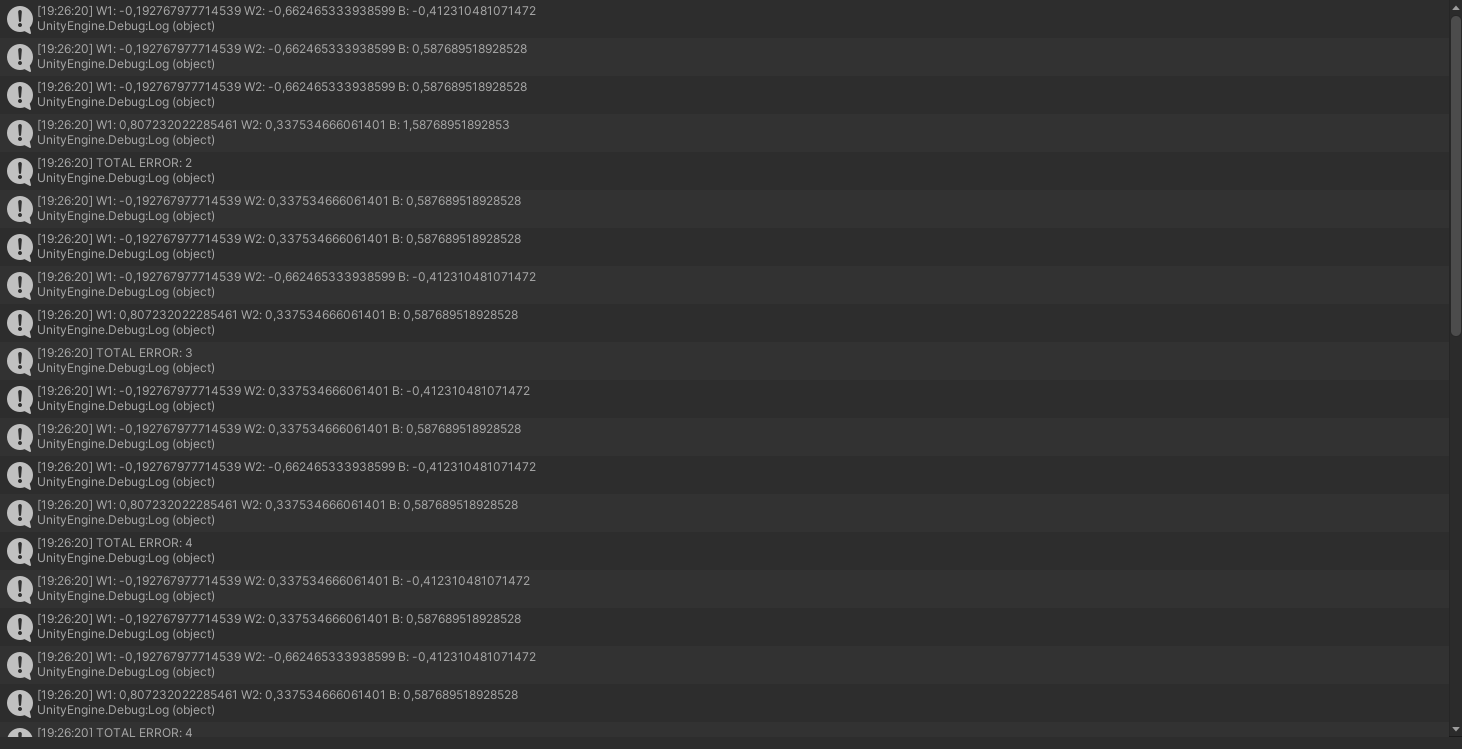 [19:26:20] W1: -0,192767977714539 W2: -0,662465333938599 B: -0,412310481071472
UnityEngine.Debug:Log (object)
[19:26:20] W1: -0,192767977714539 W2: -0,662465333938599 B: 0,587689518928528
UnityEngine.Debug:Log (object)
[19:26:20] W1: -0,192767977714539 W2: -0,662465333938599 B: 0,587689518928528
UnityEngine.Debug:Log (object)
[19:26:20] W1: 0,807232022285461 W2: 0,337534666061401 B: 1,58768951892853
UnityEngine.Debug:Log (object)
[19:26:20] TOTAL ERROR: 2
UnityEngine.Debug:Log (object)
[19:26:20] W1: -0,192767977714539 W2: 0,337534666061401 B: 0,587689518928528
UnityEngine.Debug:Log (object)
[19:26:20] W1: -0,192767977714539 W2: 0,337534666061401 B: 0,587689518928528
UnityEngine.Debug:Log (object)
[19:26:20] W1: -0,192767977714539 W2: -0,662465333938599 B: -0,412310481071472
UnityEngine.Debug:Log (object)
[19:26:20] W1: 0,807232022285461 W2: 0,337534666061401 B: 0,587689518928528
UnityEngine.Debug:Log (object)
[19:26:20] TOTAL ERROR: 3
UnityEngine.Debug:Log (object)
[19:26:20] W1: -0,192767977714539 W2: 0,337534666061401 B: -0,412310481071472
UnityEngine.Debug:Log (object)
[19:26:20] W1: -0,192767977714539 W2: 0,337534666061401 B: 0,587689518928528
UnityEngine.Debug:Log (object)
[19:26:20] W1: -0,192767977714539 W2: -0,662465333938599 B: -0,412310481071472
UnityEngine.Debug:Log (object)
[19:26:20] W1: 0,807232022285461 W2: 0,337534666061401 B: 0,587689518928528
UnityEngine.Debug:Log (object)
[19:26:20] TOTAL ERROR: 4
UnityEngine.Debug:Log (object)
[19:26:20] W1: -0,192767977714539 W2: 0,337534666061401 B: -0,412310481071472
UnityEngine.Debug:Log (object)
[19:26:20] W1: -0,192767977714539 W2: 0,337534666061401 B: 0,587689518928528
UnityEngine.Debug:Log (object)
[19:26:20] W1: -0,192767977714539 W2: -0,662465333938599 B: -0,412310481071472
UnityEngine.Debug:Log (object)
[19:26:20] W1: 0,807232022285461 W2: 0,337534666061401 B: 0,587689518928528
UnityEngine.Debug:Log (object)
[19:26:20] TOTAL ERROR: 4